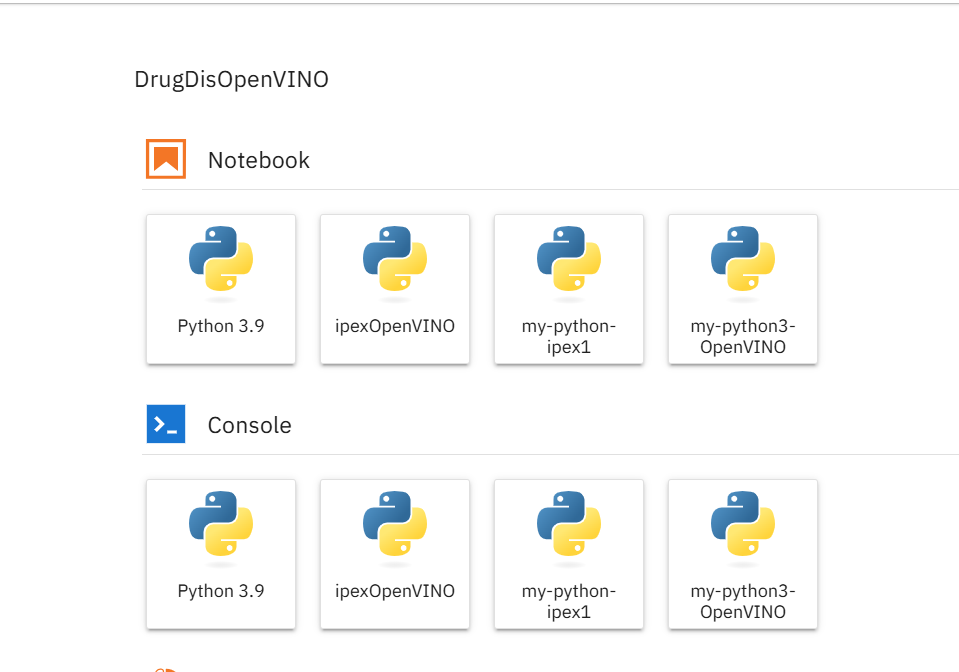 DrugDisOpenVINO
Notebook
Python 3.9
ipexOpenVINO
my-python-
ipex1
my-python3-
OpenVINO
Console
Python 3.9
ipexOpenVINO
my-python-
ipex1
my-python3-
OpenVINO